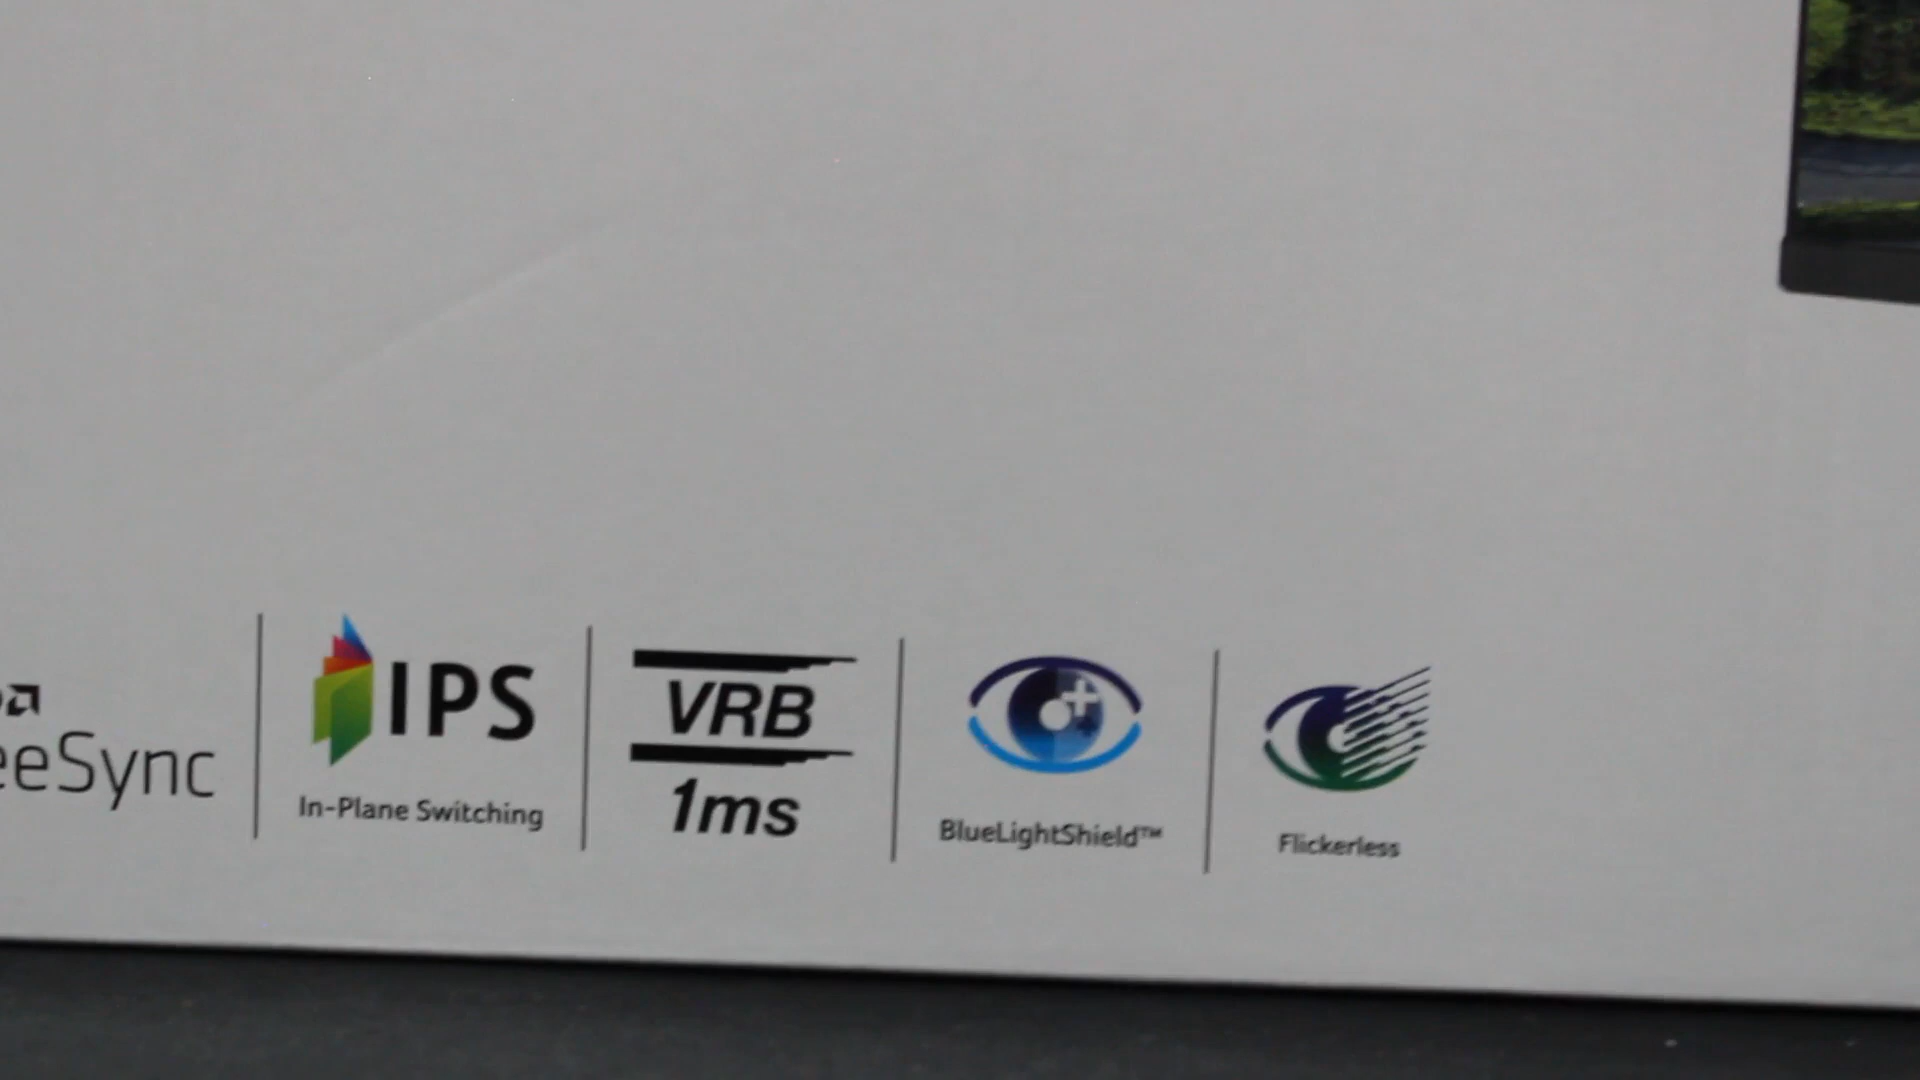 eeSync
IPS
In-Plane Switching
VRB
1ms
BlueLightShield™
Flickerless